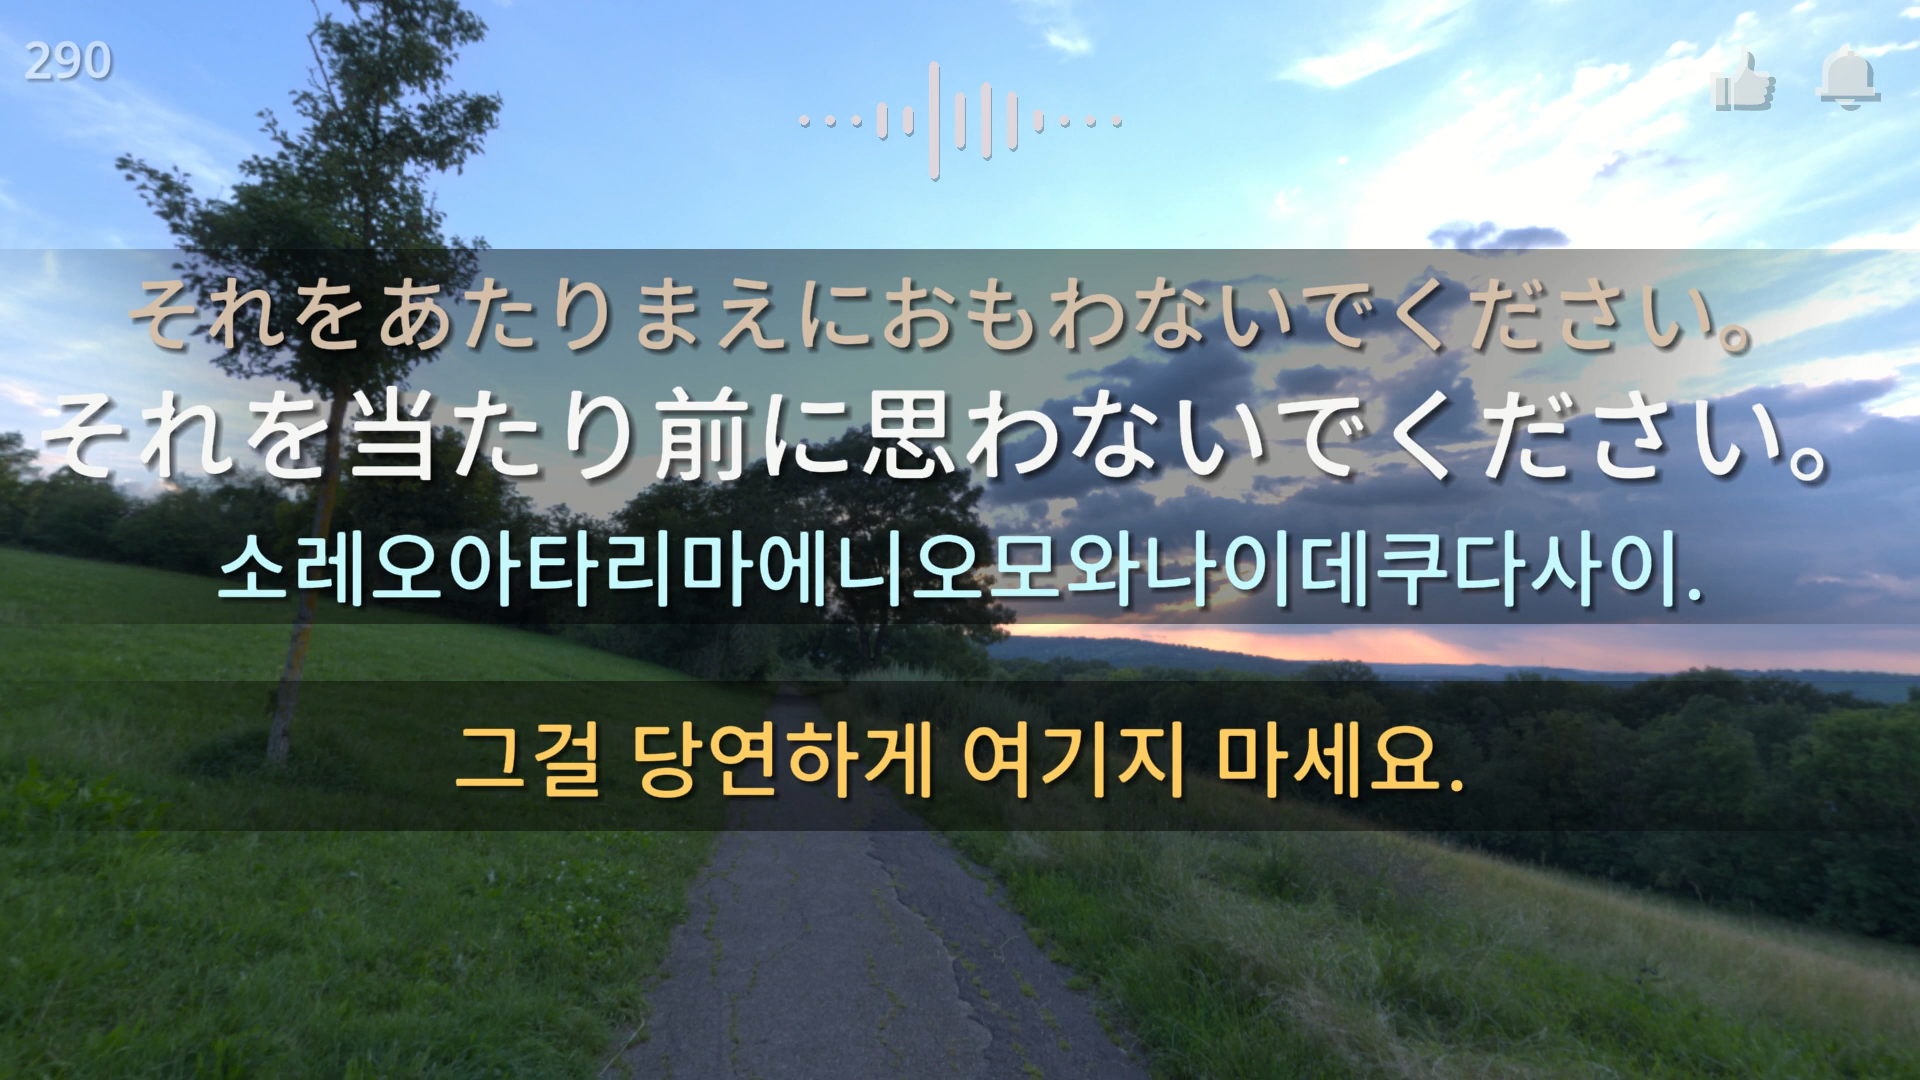 290
それをあたりまえにおもわないでください。
それを当たり前に思わないでください。
소레오아타리마에니오모와나이데쿠다사이.
그걸 당연하게 여기지 마세요.